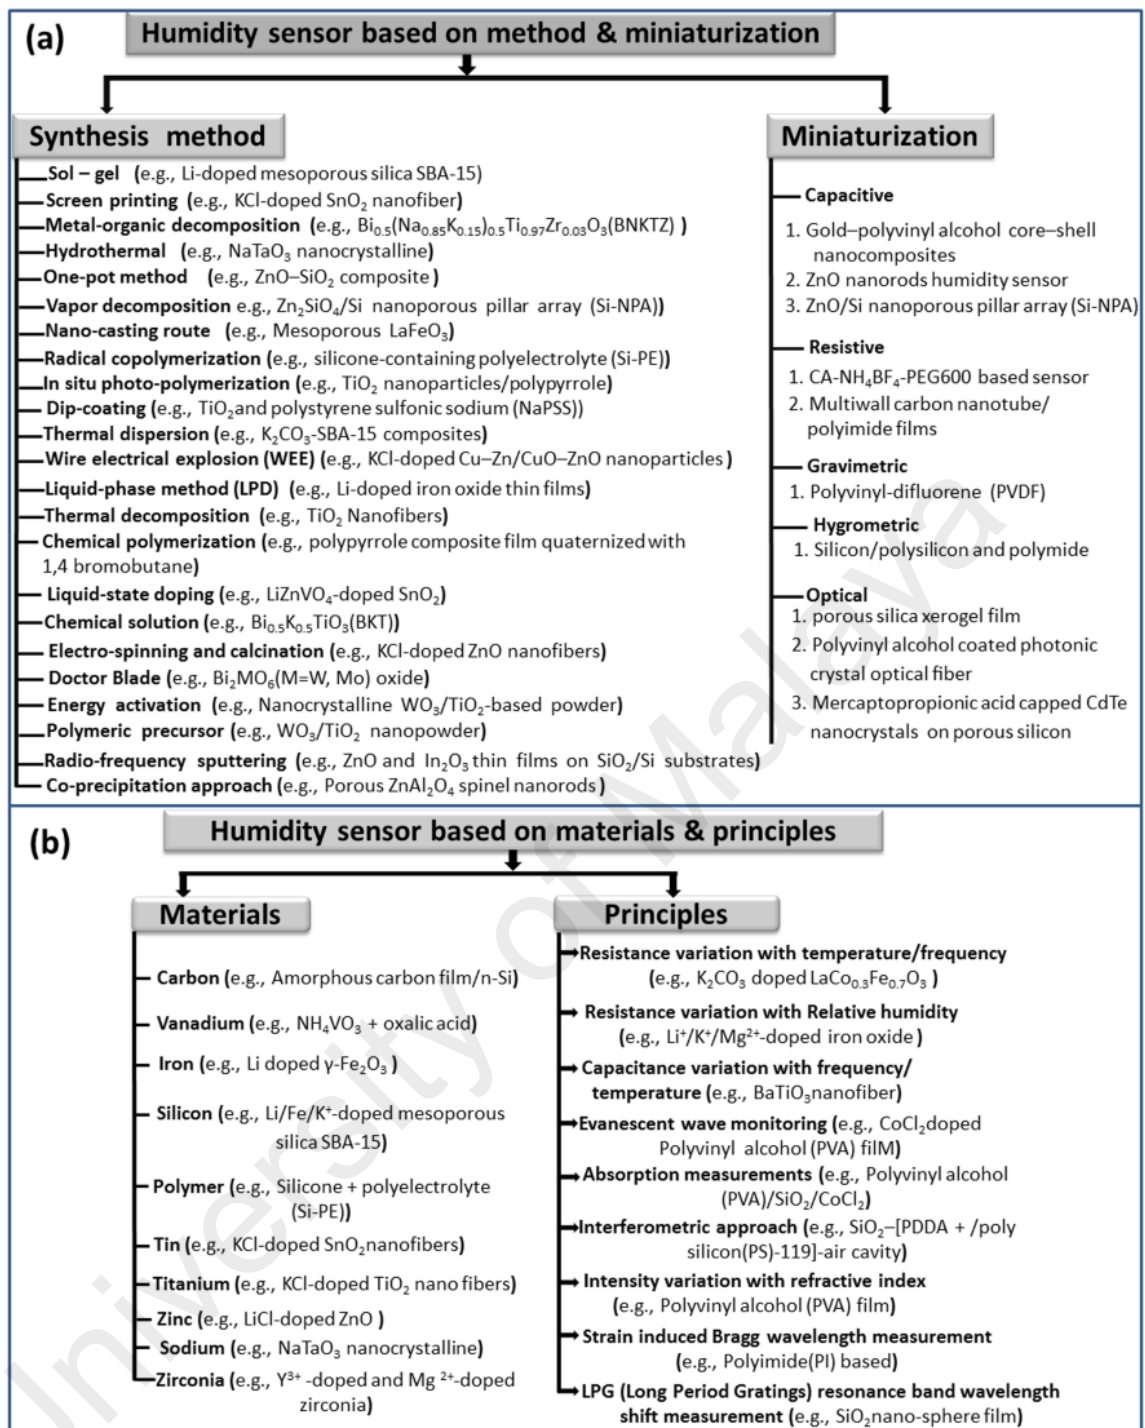 (a)
Humidity sensor based on method & miniaturization
Synthesis method
Sol – gel (e.g., Li-doped mesoporous silica SBA-15)
Screen printing (e.g., KCl-doped SnO₂ nanofiber)
Metal-organic decomposition (e.g., Bi₀.₅(Na₀.₈₅K₀.₁₅)₀.₅Ti₀.₉₇Zr₀.₀₃O₃(BNKTZ) )
Hydrothermal (e.g., NaTaO₃ nanocrystalline)
One-pot method (e.g., ZnO–SiO₂ composite)
Vapor decomposition e.g., Zn₂SiO₄/Si nanoporous pillar array (Si-NPA))
Nano-casting route (e.g., Mesoporous LaFeO₃)
Radical copolymerization (e.g., silicone-containing polyelectrolyte (Si-PE))
In situ photo-polymerization (e.g., TiO₂ nanoparticles/polypyrrole)
Dip-coating (e.g., TiO₂and polystyrene sulfonic sodium (NaPSS))
Thermal dispersion (e.g., K₂CO₃-SBA-15 composites)
Wire electrical explosion (WEE) (e.g., KCl-doped Cu–Zn/CuO–ZnO nanoparticles )
Liquid-phase method (LPD) (e.g., Li-doped iron oxide thin films)
Thermal decomposition (e.g., TiO₂ Nanofibers)
Chemical polymerization (e.g., polypyrrole composite film quaternized with
1,4 bromobutane)
Liquid-state doping (e.g., LiZnVO₄-doped SnO₂)
Chemical solution (e.g., Bi₀.₅K₀.₅TiO₃(BKT))
Electro-spinning and calcination (e.g., KCl-doped ZnO nanofibers)
Doctor Blade (e.g., Bi₂MO₆(M=W, Mo) oxide)
Energy activation (e.g., Nanocrystalline WO₃/TiO₂-based powder)
Polymeric precursor (e.g., WO₃/TiO₂ nanopowder)
Radio-frequency sputtering (e.g., ZnO and In₂O₃ thin films on SiO₂/Si substrates)
Co-precipitation approach (e.g., Porous ZnAl₂O₄ spinel nanorods)
Miniaturization
Capacitive
1. Gold–polyvinyl alcohol core–shell
nanocomposites
2. ZnO nanorods humidity sensor
3. ZnO/Si nanoporous pillar array (Si-NPA)
Resistive
1. CA-NH₄BF₄-PEG600 based sensor
2. Multiwall carbon nanotube/
polyimide films
Gravimetric
1. Polyvinyl-difluorene (PVDF)
Hygrometric
1. Silicon/polysilicon and polymide
Optical
1. porous silica xerogel film
2. Polyvinyl alcohol coated photonic
crystal optical fiber
3. Mercaptopropionic acid capped CdTe
nanocrystals on porous silicon
(b)
Humidity sensor based on materials & principles
Materials
Carbon (e.g., Amorphous carbon film/n-Si)
Vanadium (e.g., NH₄VO₃ + oxalic acid)
Iron (e.g., Li doped γ-Fe₂O₃ )
Silicon (e.g., Li/Fe/K⁺-doped mesoporous
silica SBA-15)
Polymer (e.g., Silicone + polyelectrolyte
(Si-PE))
Tin (e.g., KCl-doped SnO₂nanofibers)
Titanium (e.g., KCl-doped TiO₂ nano fibers)
Zinc (e.g., LiCl-doped ZnO )
Sodium (e.g., NaTaO₃ nanocrystalline)
Zirconia (e.g., Y³⁺ -doped and Mg ²⁺-doped
zirconia)
Principles
Resistance variation with temperature/frequency
(e.g., K₂CO₃ doped LaCo₀.₃Fe₀.₇O₃ )
Resistance variation with Relative humidity
(e.g., Li⁺/K⁺/Mg²⁺-doped iron oxide )
Capacitance variation with frequency/
temperature (e.g., BaTiO₃nanofiber)
Evanescent wave monitoring (e.g., CoCl₂doped
Polyvinyl alcohol (PVA) filM)
Absorption measurements (e.g., Polyvinyl alcohol
(PVA)/SiO₂/CoCl₂)
Interferometric approach (e.g., SiO₂–[PDDA + /poly
silicon(PS)-119]-air cavity)
Intensity variation with refractive index
(e.g., Polyvinyl alcohol (PVA) film)
Strain induced Bragg wavelength measurement
(e.g., Polyimide(PI) based)
LPG (Long Period Gratings) resonance band wavelength
shift measurement (e.g., SiO₂nano-sphere film)
University of Malaya